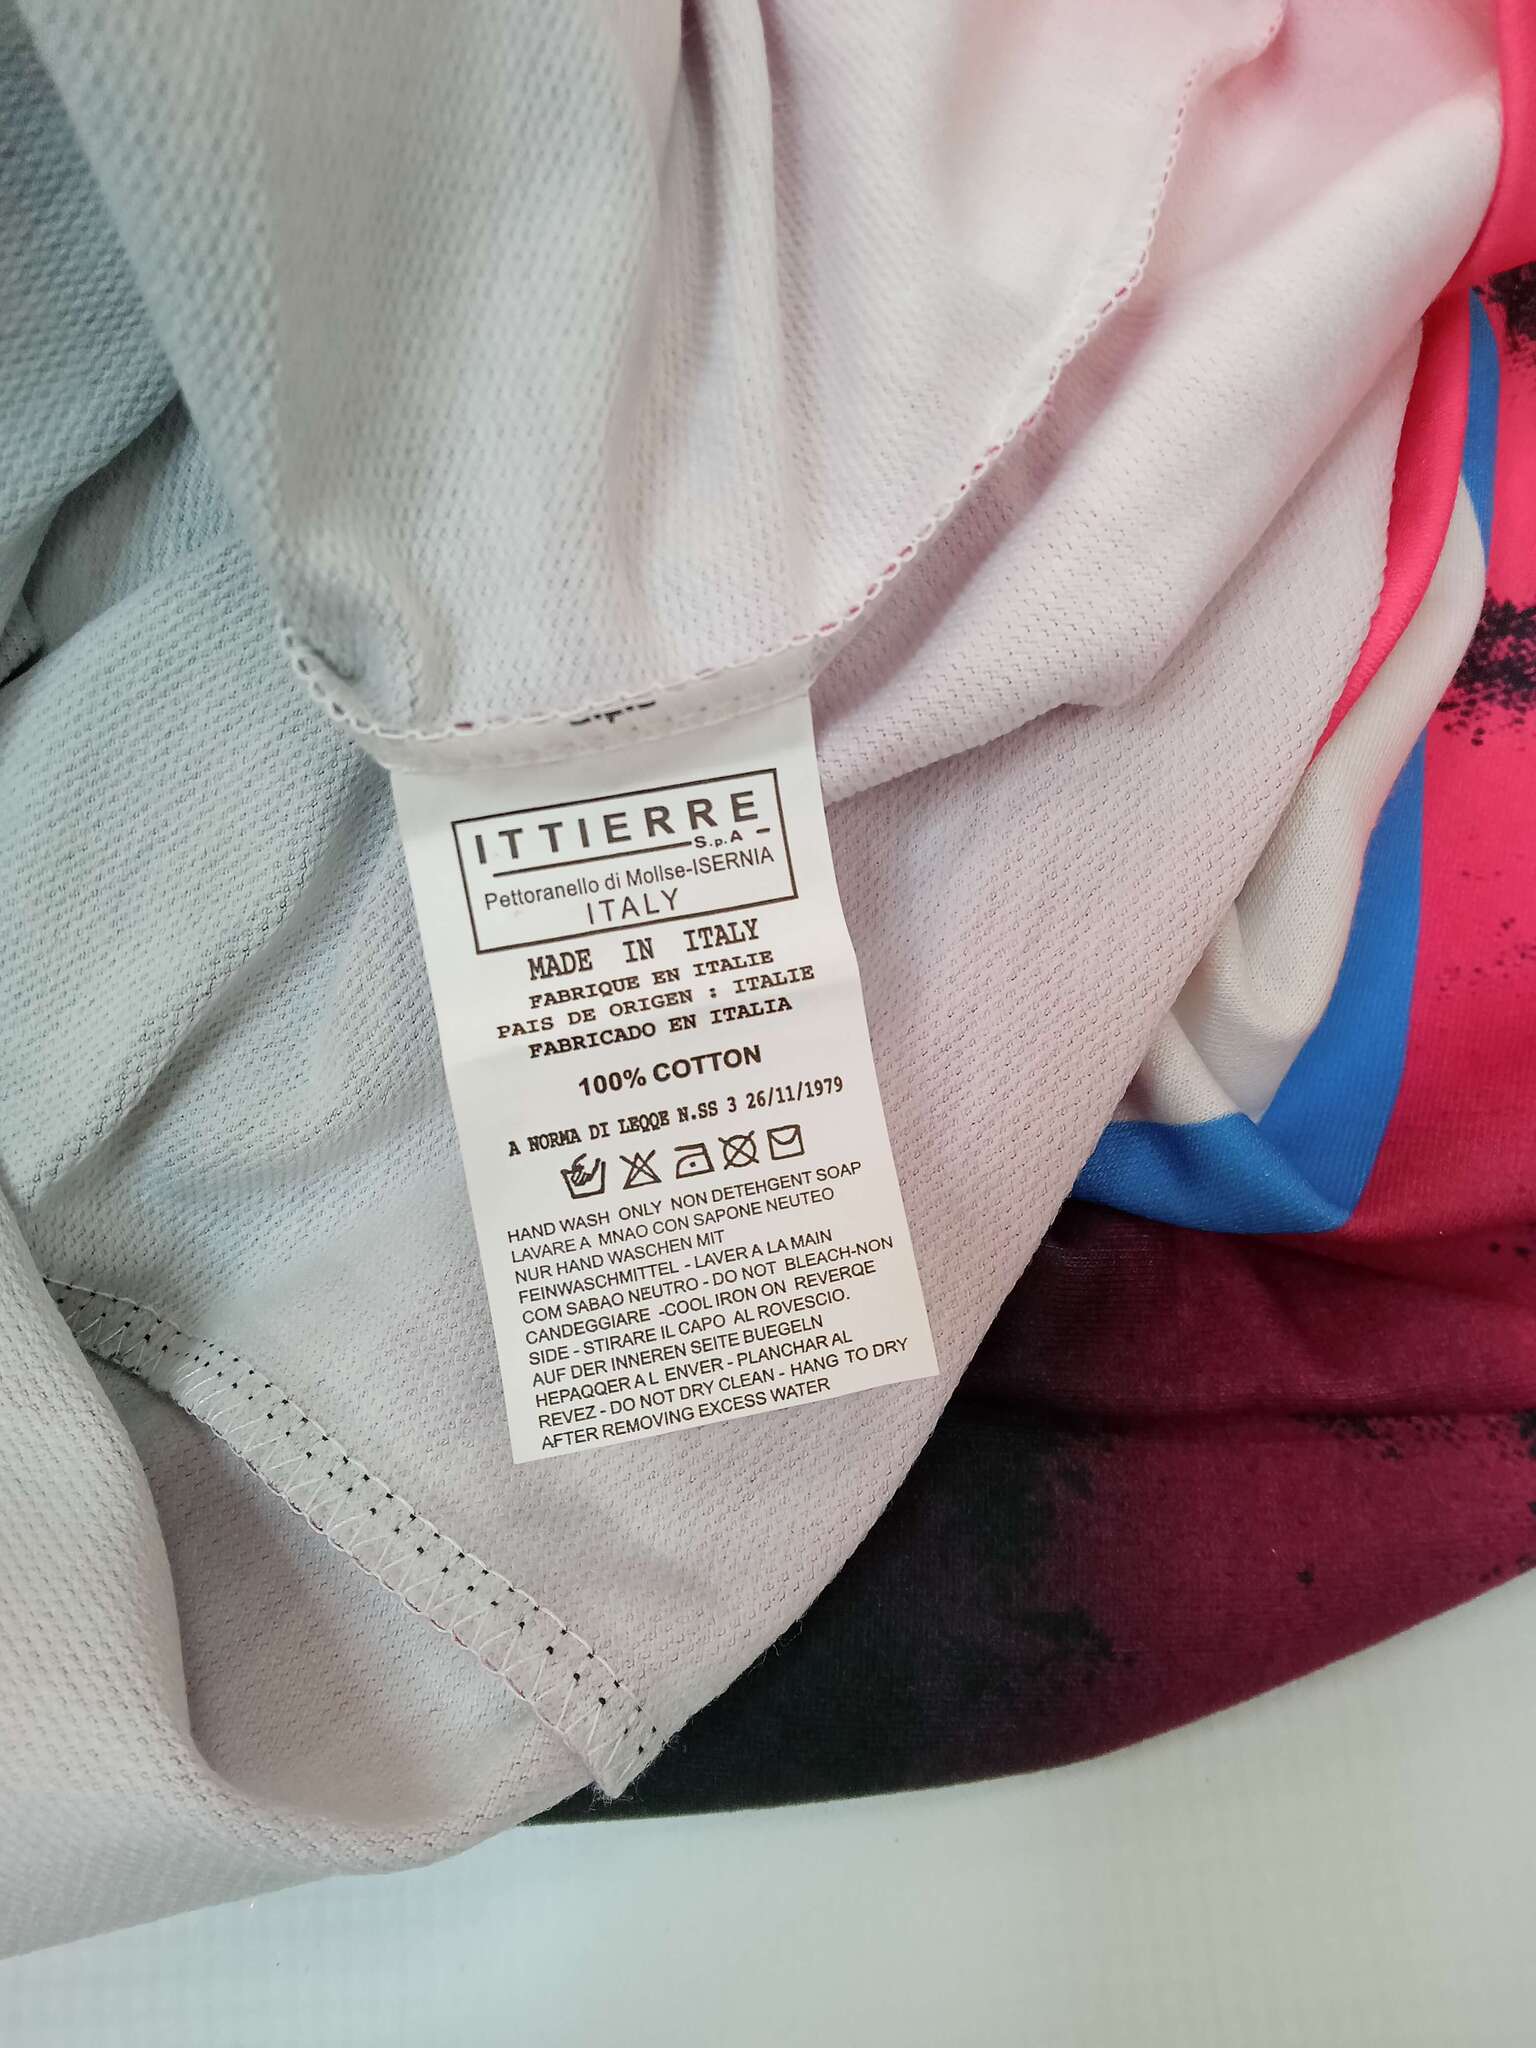 ITTIERRE
S.p.A
Pettoranello di Mollse-ISERNIA
ITALY
MADE IN ITALY
FABRIQUE EN ITALIE
PAIS DE ORIGEN : ITALIE
FABRICADO EN ITALIA
100% COTTON
A NORMA DI LEQQE N.SS 3 26/11/1979
HAND WASH ONLY NON DETEHGENT SOAP
LAVARE A MNAO CON SAPONE NEUTEO
NUR HAND WASCHEN MIT
FEINWASCHMITTEL - LAVER A LA MAIN
COM SABAO NEUTRO - DO NOT BLEACH-NON
CANDEGGIARE -COOL IRON ON REVERQE
SIDE - STIRARE IL CAPO AL ROVESCIO.
AUF DER INNEREN SEITE BUEGELN
HEPAQQER A L ENVER - PLANCHAR AL
REVEZ - DO NOT DRY CLEAN - HANG TO DRY
AFTER REMOVING EXCESS WATER